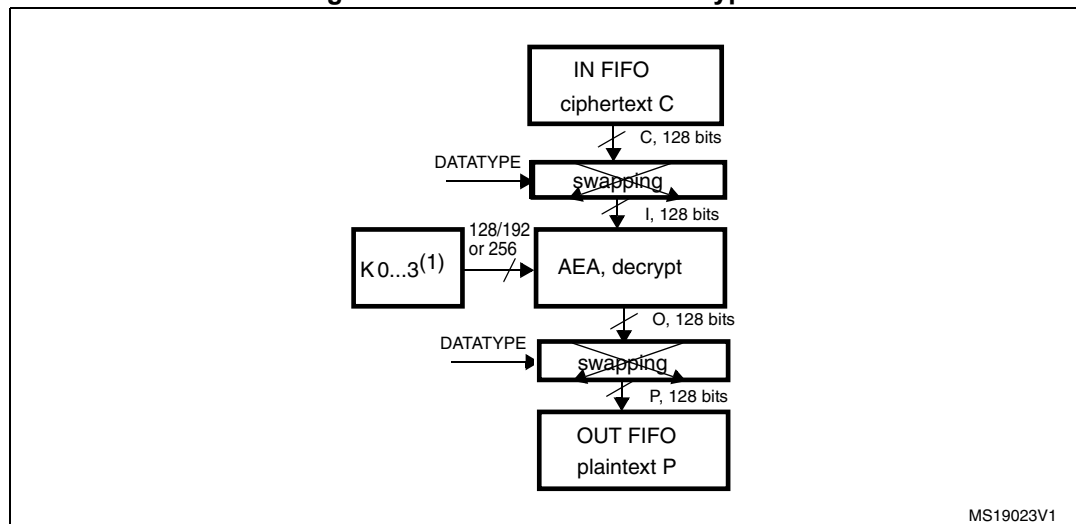 IN FIFO
ciphertext C
C, 128 bits
DATATYPE
swapping
I, 128 bits
128/192
or 256
K 0...3(1)
AEA, decrypt
O, 128 bits
DATATYPE
swapping
P, 128 bits
OUT FIFO
plaintext P
MS19023V1